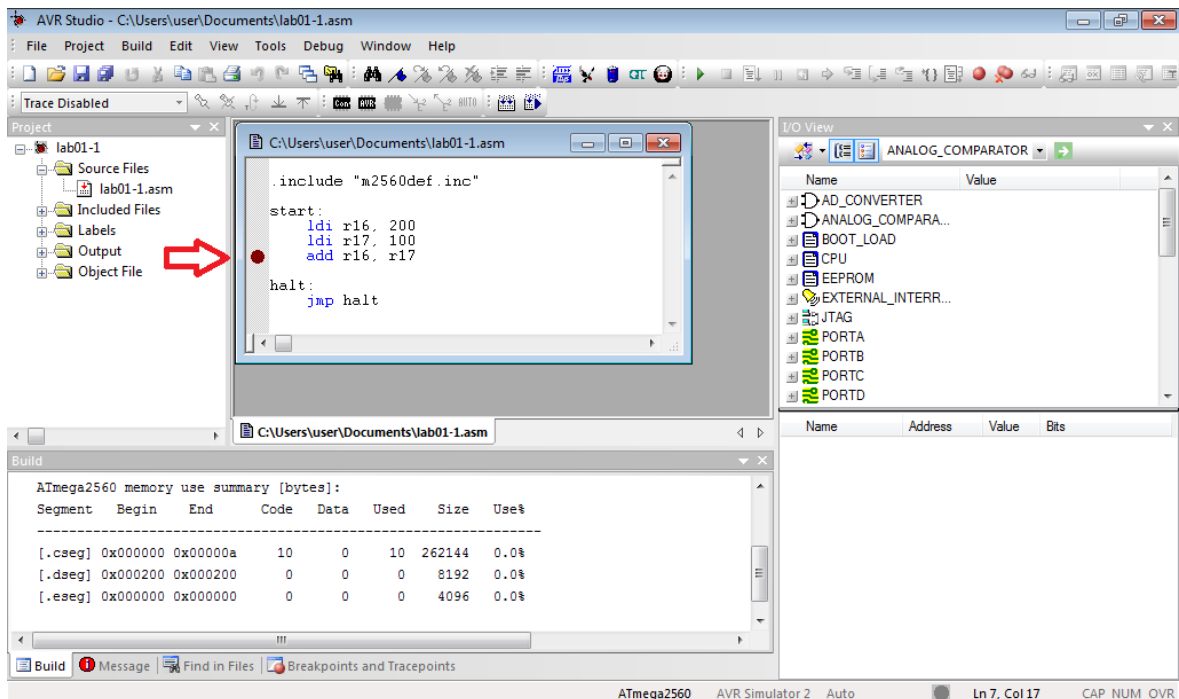 AVR Studio - C:\Users\user\Documents\lab01-1.asm
File Project Build Edit View Tools Debug Window Help
Trace Disabled
Con AVR AUTO
Project
lab01-1
Source Files
lab01-1.asm
Included Files
Labels
Output
Object File
C:\Users\user\Documents\lab01-1.asm
.include "m2560def.inc"
start:
ldi r16, 200
ldi r17, 100
add r16, r17
halt:
jmp halt
C:\Users\user\Documents\lab01-1.asm
I/O View
ANALOG_COMPARATOR
Name Value
AD_CONVERTER
ANALOG_COMPARA...
BOOT_LOAD
CPU
EEPROM
EXTERNAL_INTERR...
JTAG
PORTA
PORTB
PORTC
PORTD
Name Address Value Bits
Build
ATmega2560 memory use summary [bytes]:
Segment Begin End Code Data Used Size Use%
---------------------------------------------------------------
[.cseg] 0x000000 0x00000a 10 0 10 262144 0.0%
[.dseg] 0x000200 0x000200 0 0 0 8192 0.0%
[.eseg] 0x000000 0x000000 0 0 0 4096 0.0%
Build Message Find in Files Breakpoints and Tracepoints
ATmega2560 AVR Simulator 2 Auto Ln 7, Col 17 CAP NUM OVR